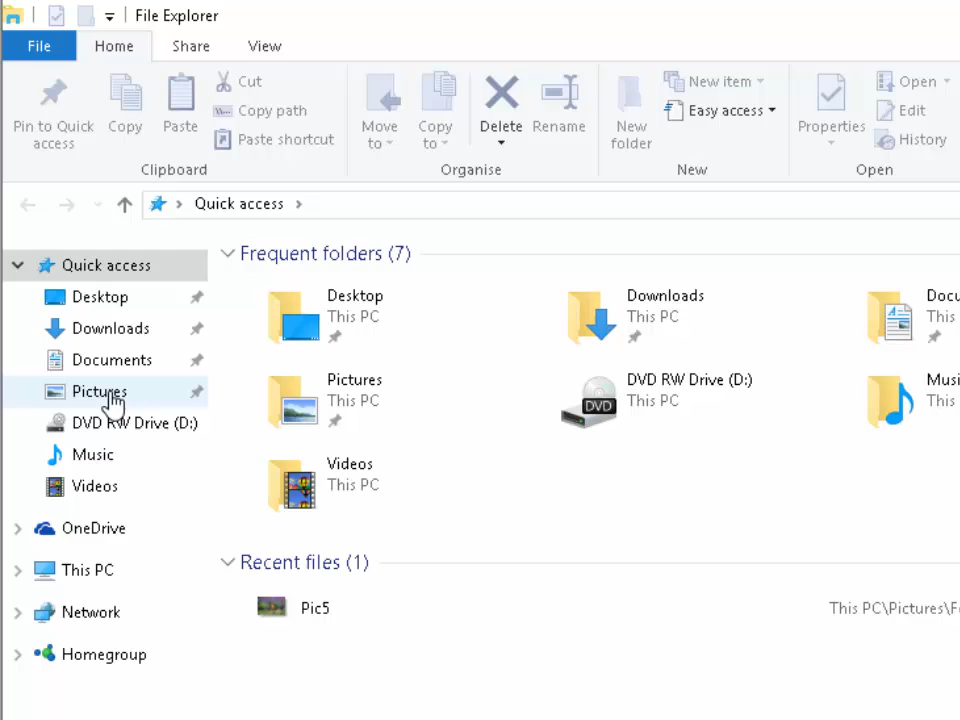 File Explorer
File Home Share View
Pin to Quick access
Copy
Paste
Cut
Copy path
Paste shortcut
Clipboard
Move to
Copy to
Delete
Rename
Organise
New folder
New item
Easy access
New
Properties
Open
Edit
History
Open
Quick access
Quick access
Desktop
Downloads
Documents
Pictures
DVD RW Drive (D:)
Music
Videos
OneDrive
This PC
Network
Homegroup
Frequent folders (7)
Desktop
This PC
Downloads
This PC
Docu
This
Pictures
This PC
DVD RW Drive (D:)
This PC
DVD
Musi
This
Videos
This PC
Recent files (1)
Pic5
This PC\Pictures\F